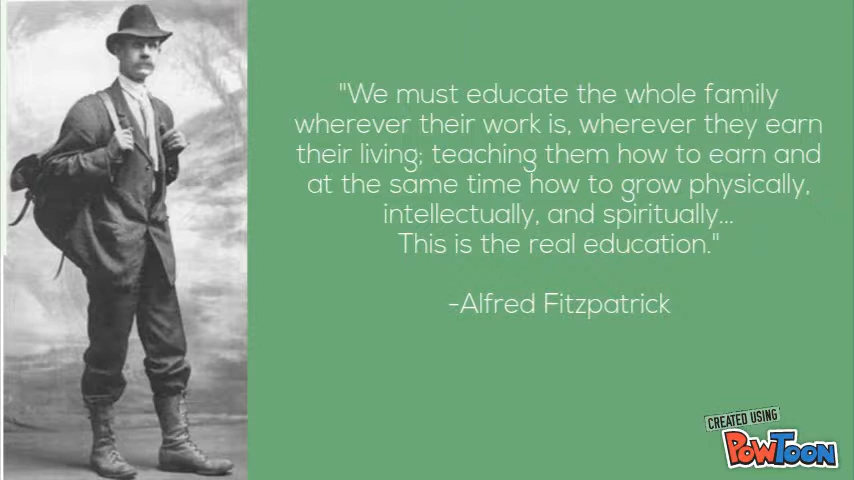 "We must educate the whole family
wherever their work is, wherever they earn
their living; teaching them how to earn and
at the same time how to grow physically,
intellectually, and spiritually...
This is the real education."
-Alfred Fitzpatrick
CREATED USING
POWTOON